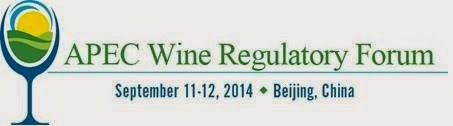 APEC Wine Regulatory Forum
September 11-12, 2014 ◆ Beijing, China